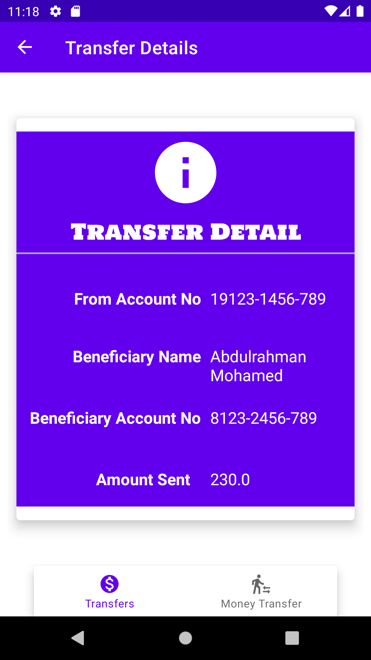 11:18
Transfer Details
Transfer Detail
From Account No 19123-1456-789
Beneficiary Name Abdulrahman
Mohamed
Beneficiary Account No 8123-2456-789
Amount Sent 230.0
Transfers
Money Transfer